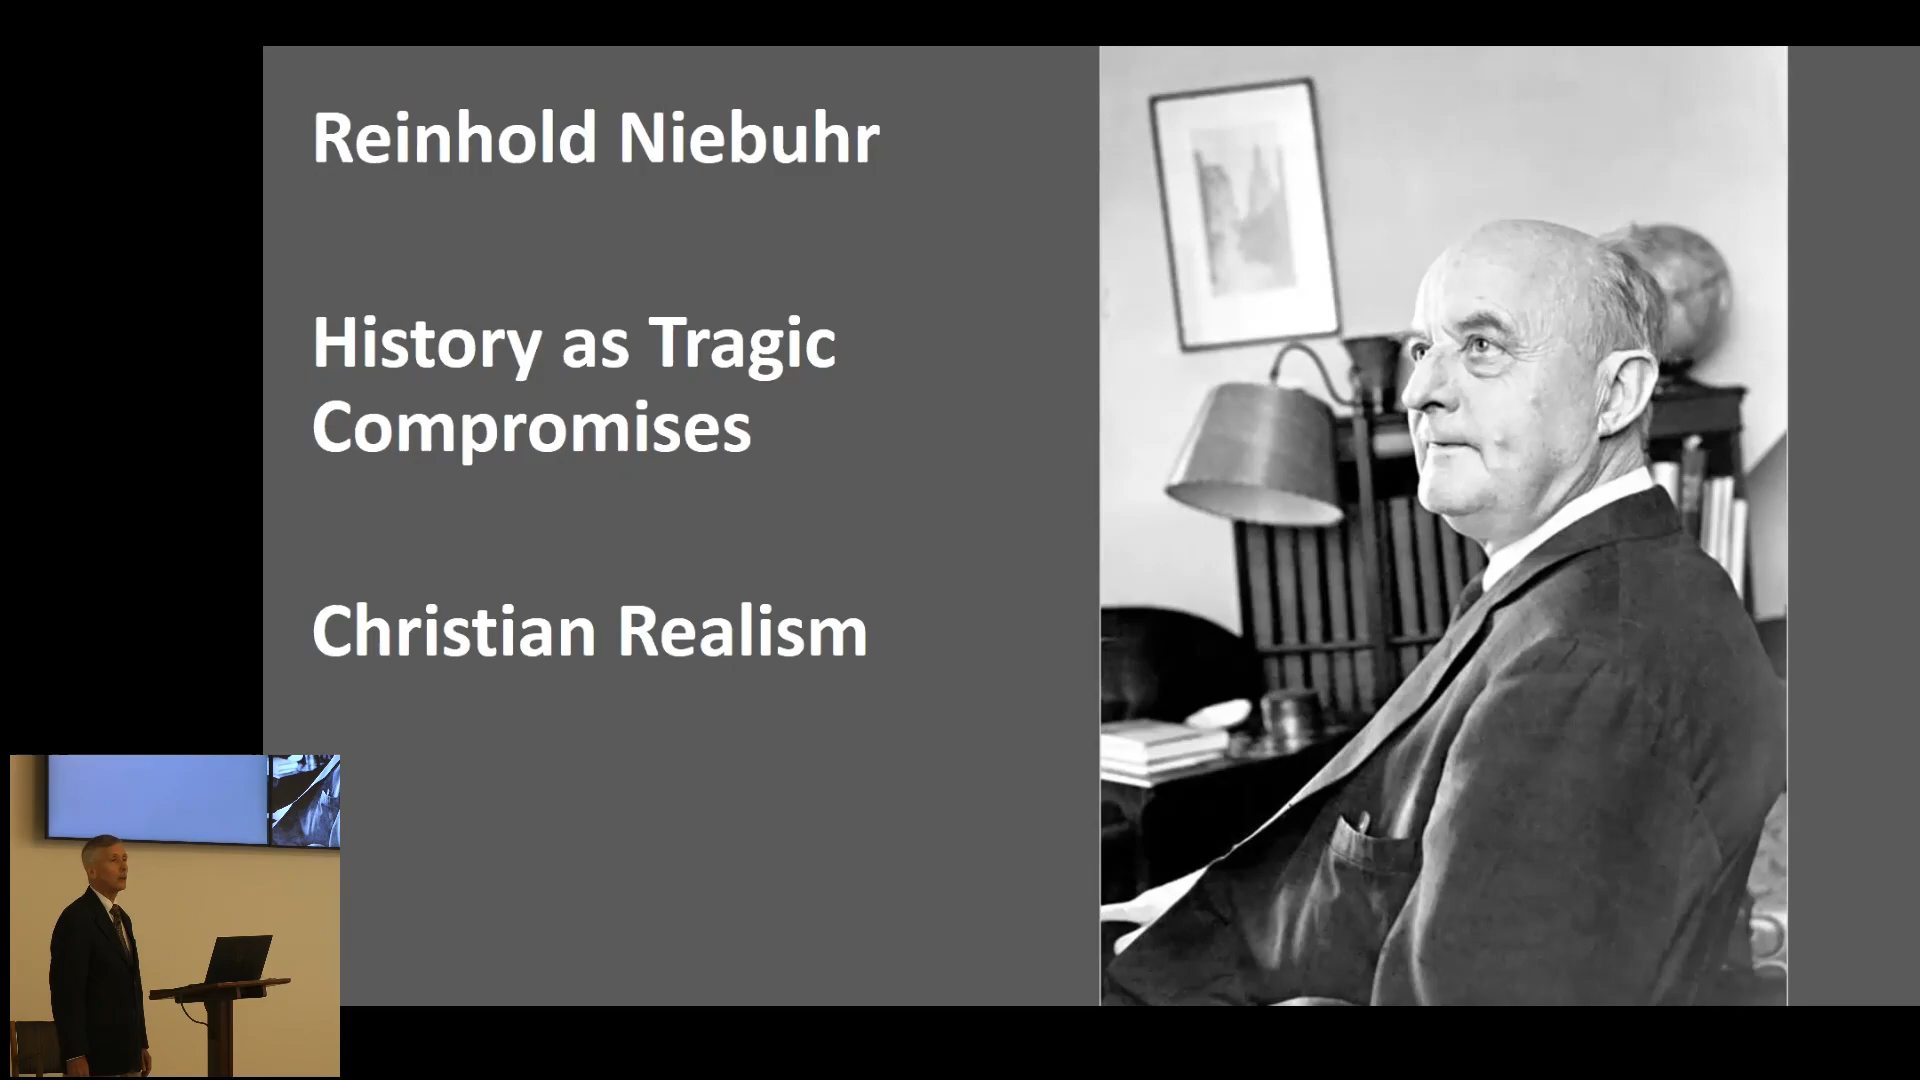 Reinhold Niebuhr
History as Tragic
Compromises
Christian Realism